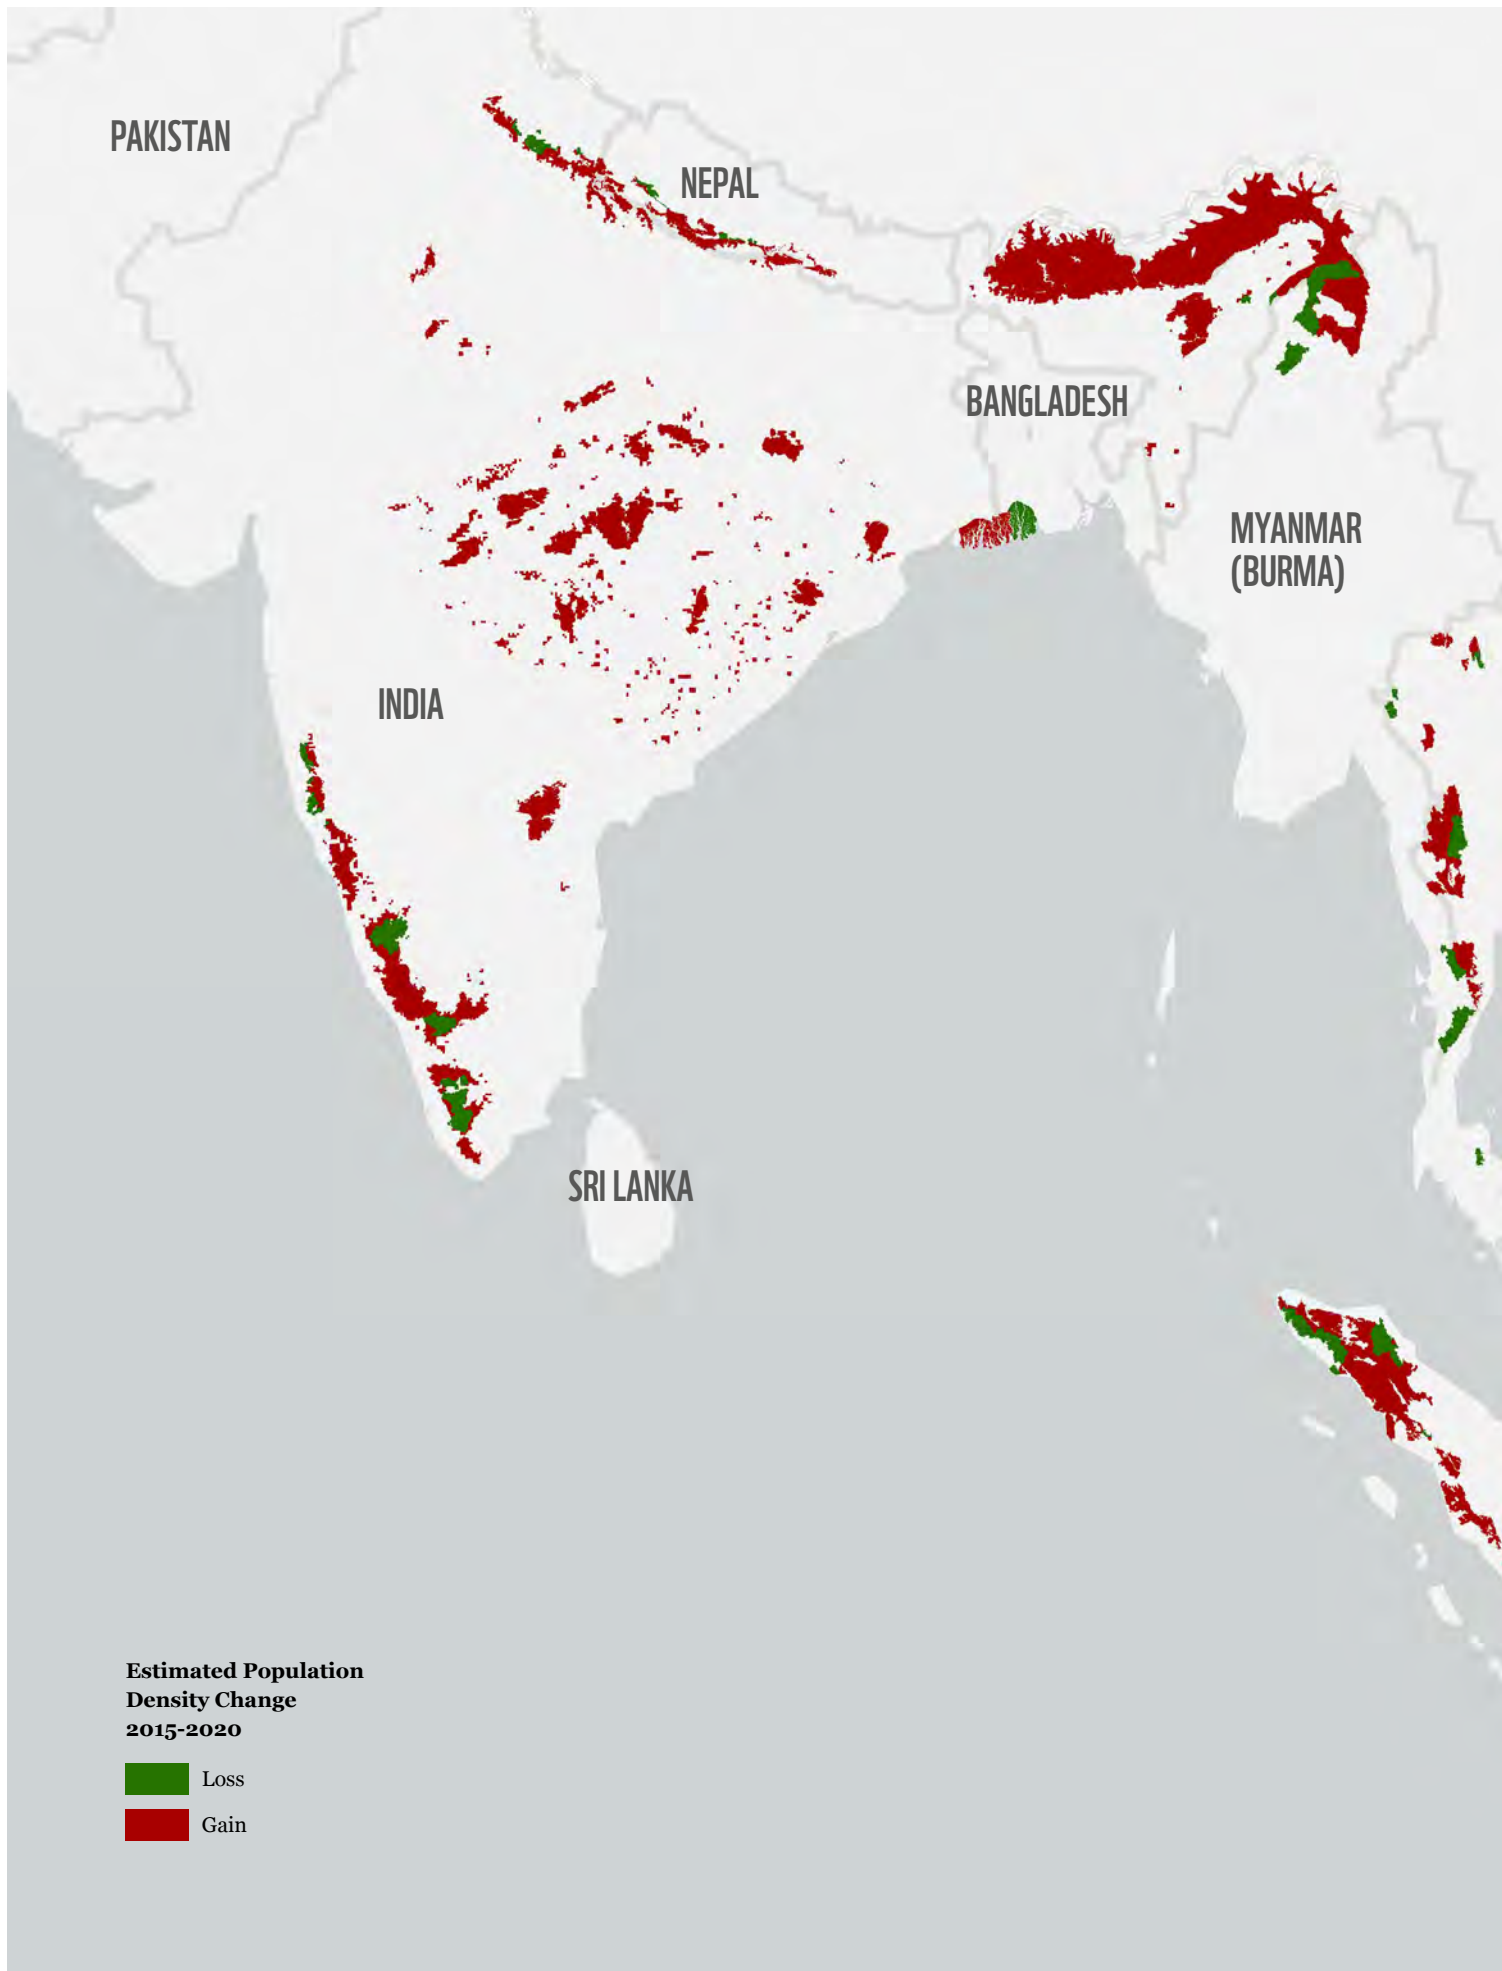 PAKISTAN
NEPAL
BANGLADESH
MYANMAR
(BURMA)
INDIA
SRI LANKA
Estimated Population
Density Change
2015-2020
Loss
Gain